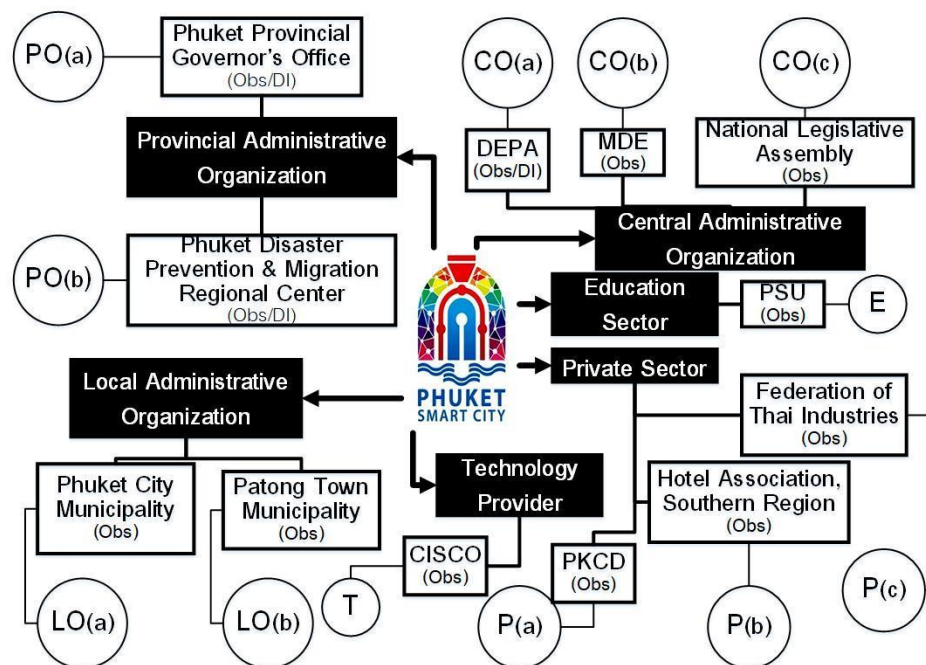 PO(a)
Phuket Provincial
Governor's Office
(Obs/DI)
CO(a)
CO(b)
CO(c)
Provincial Administrative
Organization
DEPA
(Obs/DI)
MDE
(Obs)
National Legislative
Assembly
(Obs)
Central Administrative
Organization
PO(b)
Phuket Disaster
Prevention & Migration
Regional Center
(Obs/DI)
Education
Sector
PSU
(Obs)
E
Private Sector
PHUKET
SMART CITY
Local Administrative
Organization
Federation of
Thai Industries
(Obs)
Technology
Provider
Phuket City
Municipality
(Obs)
Patong Town
Municipality
(Obs)
Hotel Association,
Southern Region
(Obs)
CISCO
(Obs)
PKCD
(Obs)
LO(a)
LO(b)
T
P(a)
P(b)
P(c)